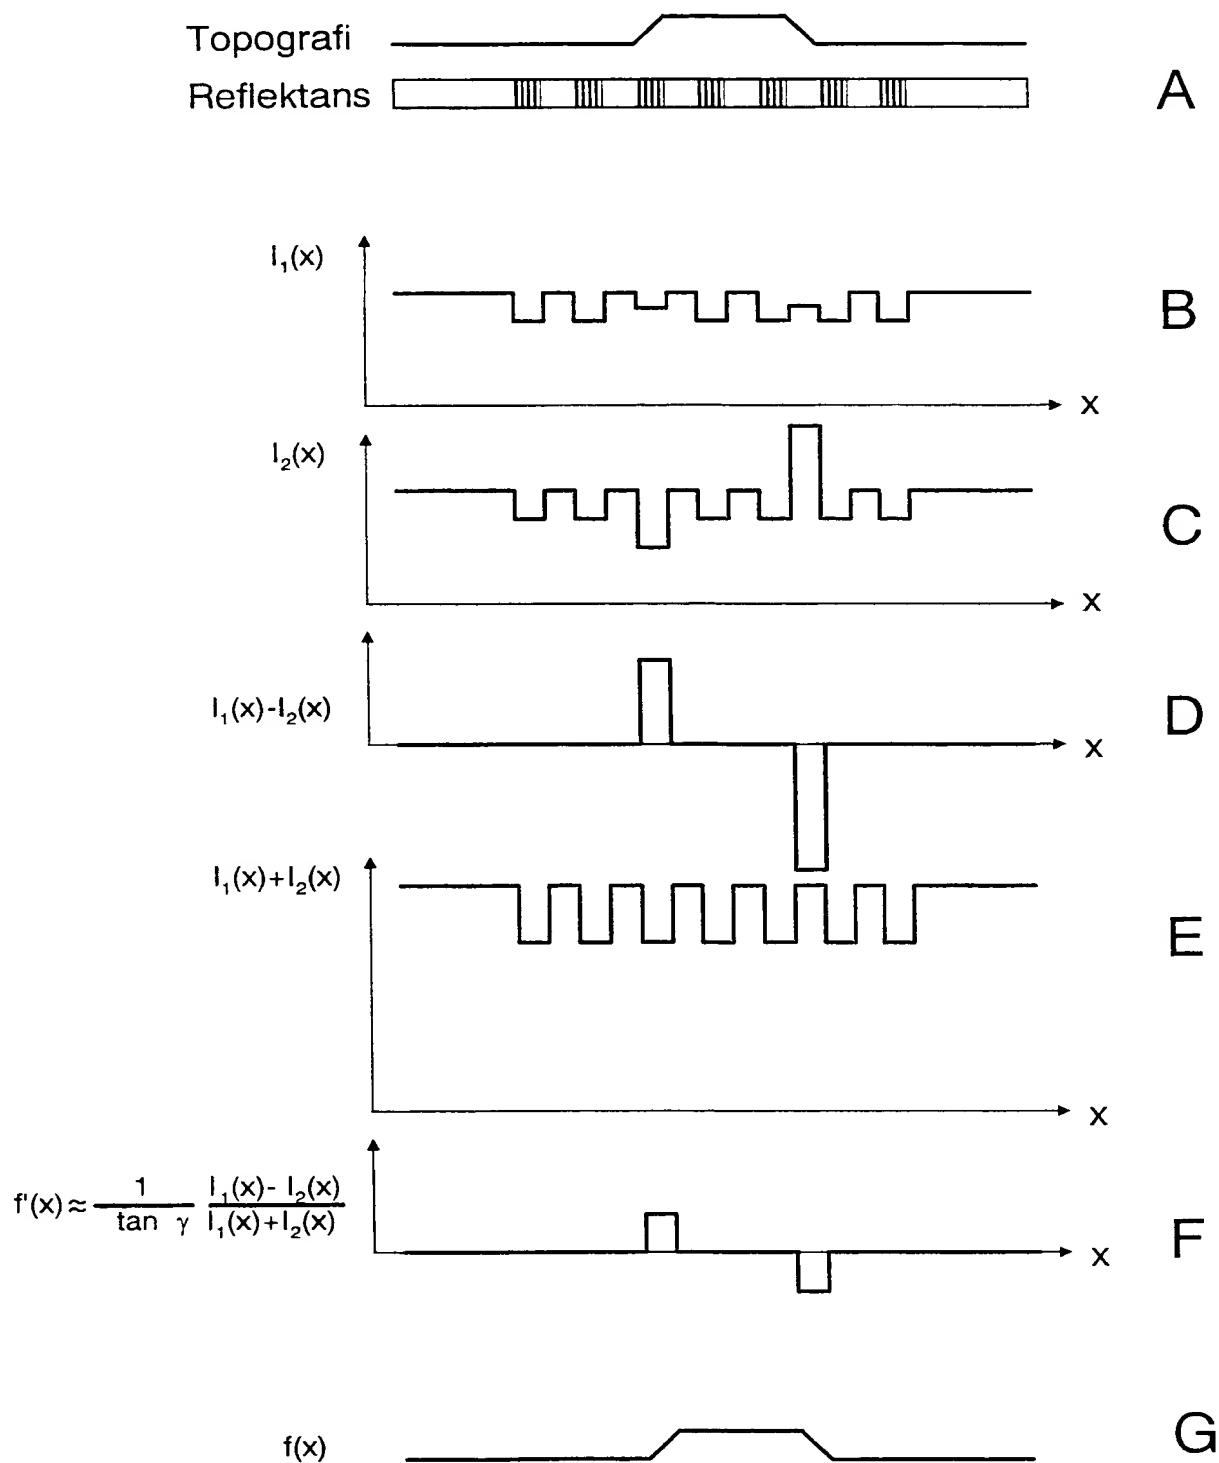 Topografi
Reflektans
A
I₁(x)
B
x
I₂(x)
C
x
I₁(x)-I₂(x)
D
x
I₁(x)+I₂(x)
E
x
f'(x) ≈ 1 / tan γ I₁(x)- I₂(x) / I₁(x)+I₂(x)
F
x
f(x)
G